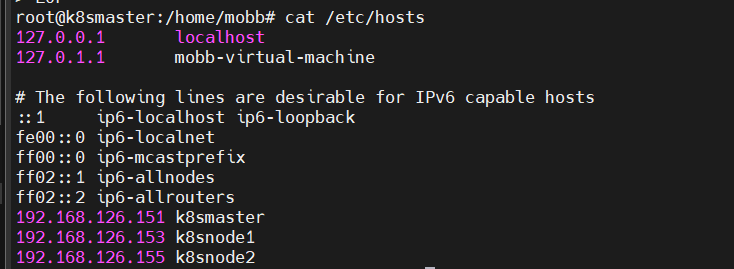 > EOF
root@k8smaster:/home/mobb# cat /etc/hosts
127.0.0.1       localhost
127.0.1.1       mobb-virtual-machine
# The following lines are desirable for IPv6 capable hosts
::1     ip6-localhost ip6-loopback
fe00::0 ip6-localnet
ff00::0 ip6-mcastprefix
ff02::1 ip6-allnodes
ff02::2 ip6-allrouters
192.168.126.151 k8smaster
192.168.126.153 k8snode1
192.168.126.155 k8snode2